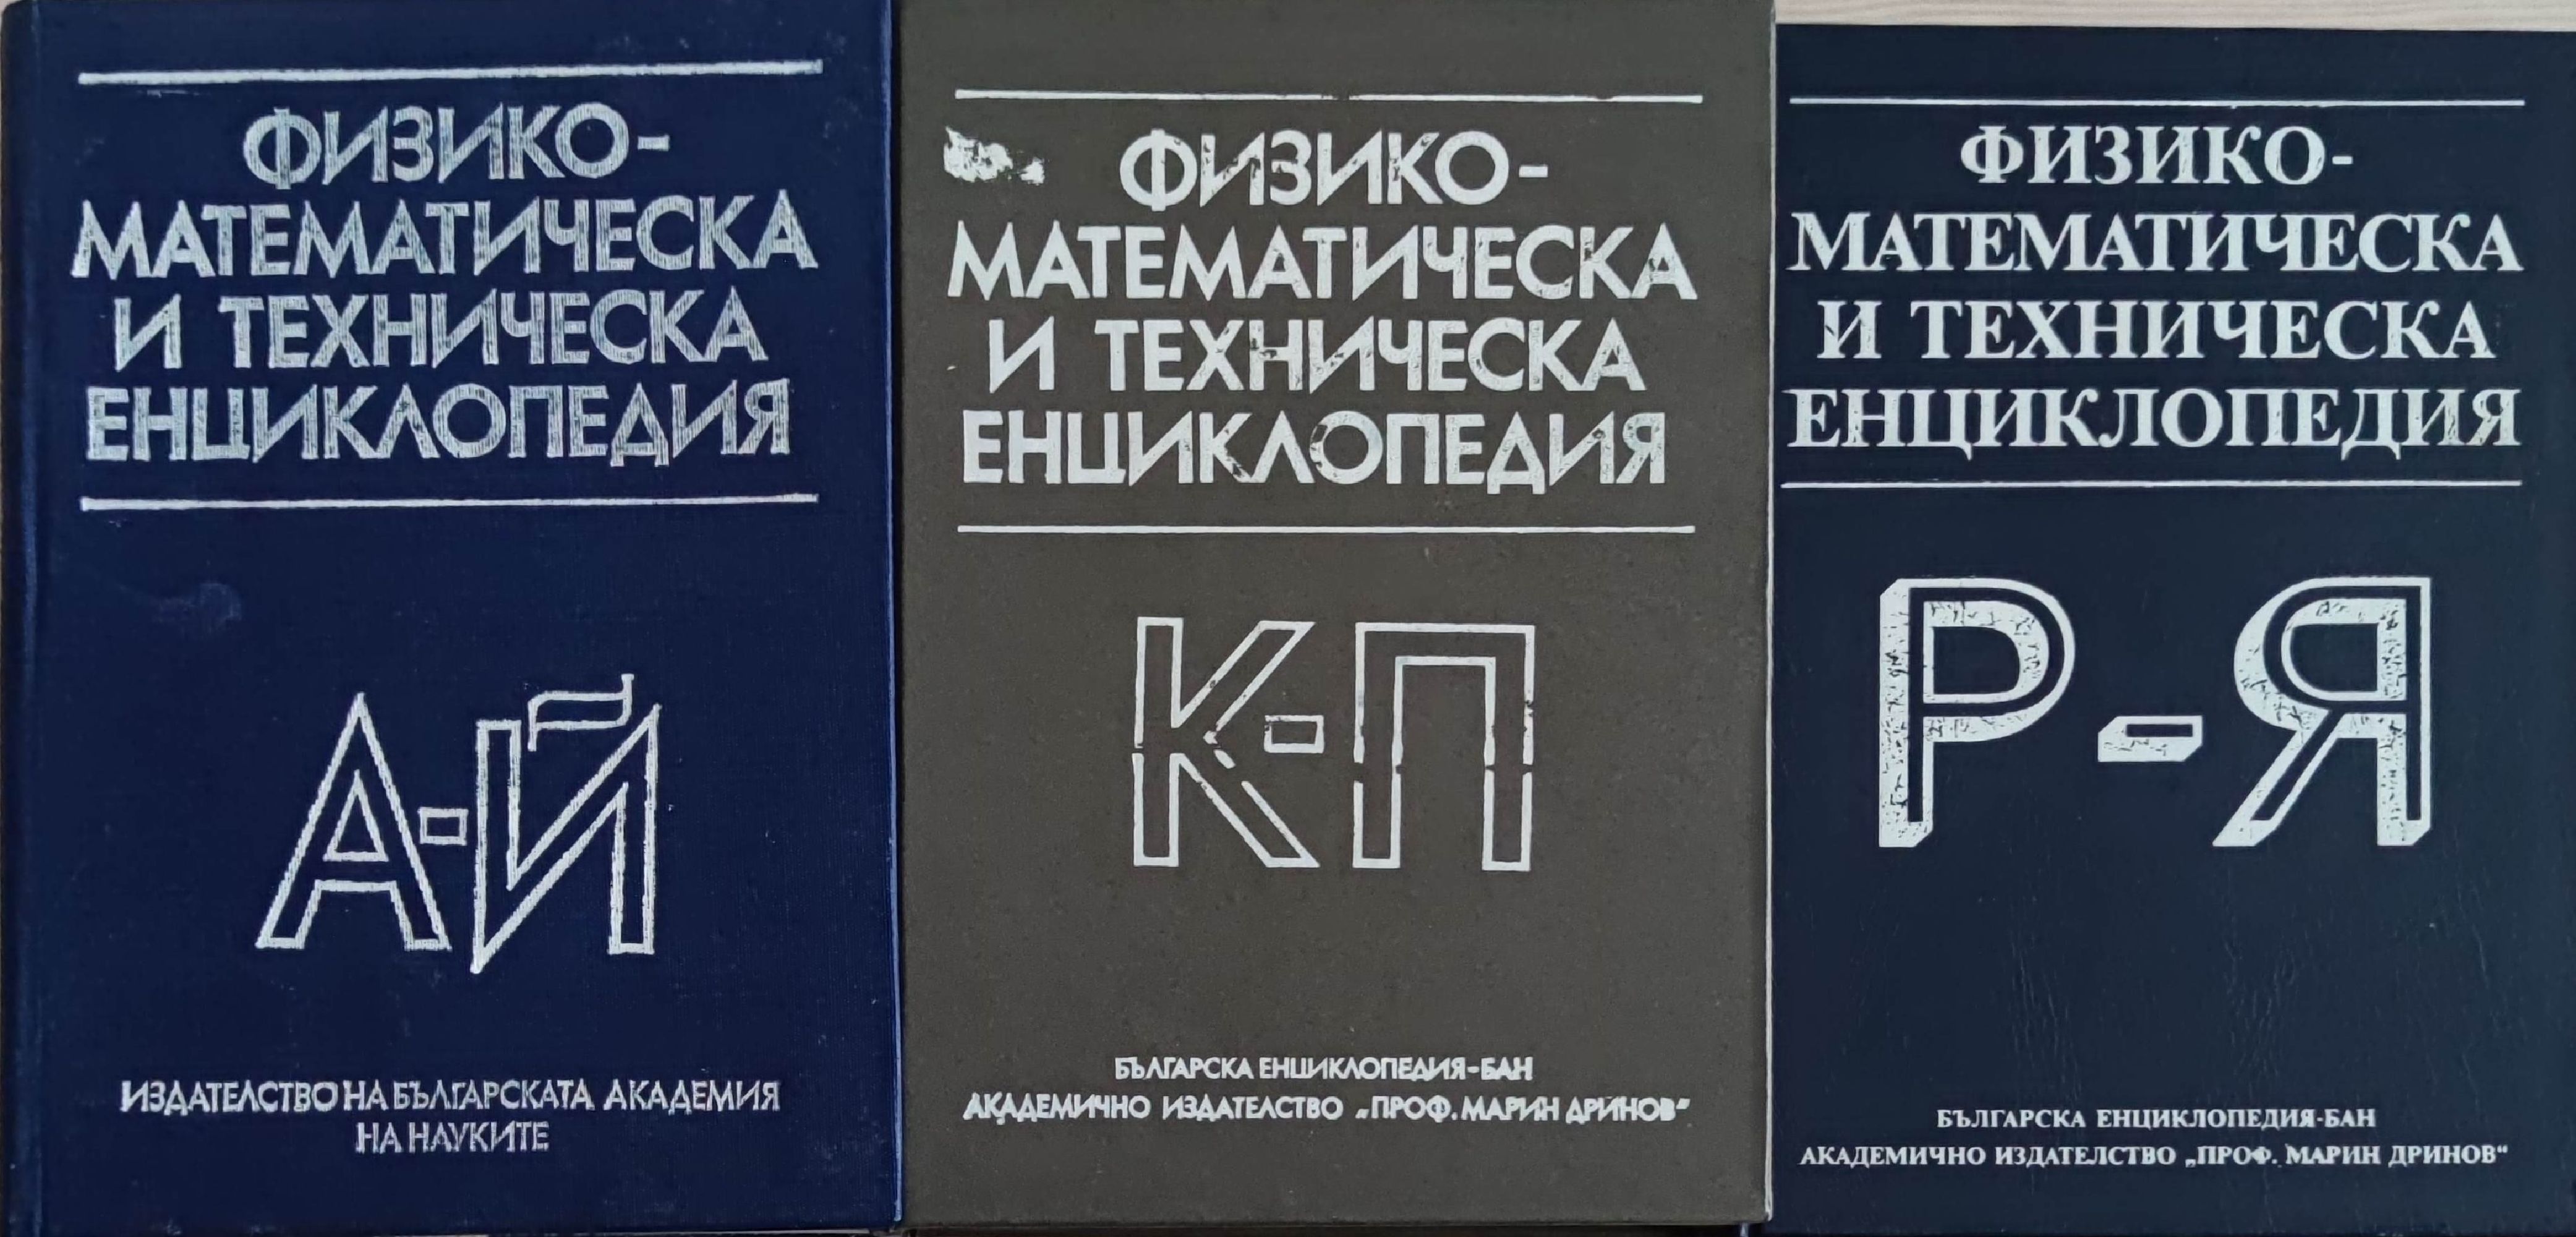 ФИЗИКО-
МАТЕМАТИЧЕСКА
И ТЕХНИЧЕСКА
ЕНЦИКЛОПЕДИЯ
А-Й
ИЗДАТЕЛСТВО НА БЪЛГАРСКАТА АКАДЕМИЯ
НА НАУКИТЕ
ФИЗИКО-
МАТЕМАТИЧЕСКА
И ТЕХНИЧЕСКА
ЕНЦИКЛОПЕДИЯ
К-П
БЪЛГАРСКА ЕНЦИКЛОПЕДИЯ-БАН
АКАДЕМИЧНО ИЗДАТЕЛСТВО „ПРОФ. МАРИН ДРИНОВ“
ФИЗИКО-
МАТЕМАТИЧЕСКА
И ТЕХНИЧЕСКА
ЕНЦИКЛОПЕДИЯ
Р-Я
БЪЛГАРСКА ЕНЦИКЛОПЕДИЯ-БАН
АКАДЕМИЧНО ИЗДАТЕЛСТВО „ПРОФ. МАРИН ДРИНОВ“